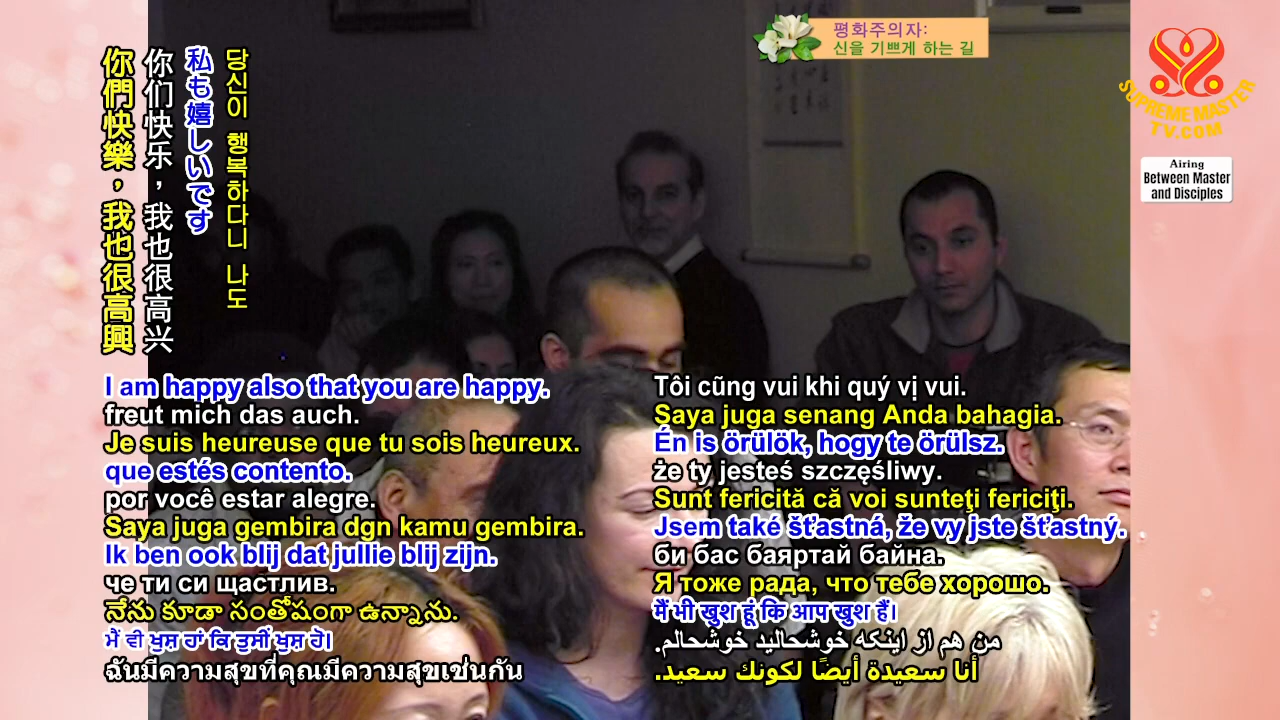 평화주의자:
신을 기쁘게 하는 길
SUPREME MASTER
TV.COM
Airing
Between Master
and Disciples
당신이 행복하다니 나도
私も嬉しいです
你们快乐，我也很高兴
你們快樂，我也很高興
I am happy also that you are happy.
freut mich das auch.
Je suis heureuse que tu sois heureux.
que estés contento.
por você estar alegre.
Saya juga gembira dgn kamu gembira.
Ik ben ook blij dat jullie blij zijn.
че ти си щастлив.
నేను కూడా సంతోషంగా ఉన్నాను.
ਮੈਂ ਵੀ ਖੁਸ਼ ਹਾਂ ਕਿ ਤੁਸੀਂ ਖੁਸ਼ ਹੋ।
ฉันมีความสุขที่คุณมีความสุขเช่นกัน
Tôi cũng vui khi quý vị vui.
Saya juga senang Anda bahagia.
Én is örülök, hogy te örülsz.
że ty jesteś szczęśliwy.
Sunt fericită că voi sunteţi fericiţi.
Jsem také šťastná, že vy jste šťastný.
би бас баяртай байна.
Я тоже рада, что тебе хорошо.
मैं भी खुश हूं कि आप खुश हैं।
من هم از اینکه خوشحالید خوشحالم.
أنا سعيدة أيضًا لكونك سعيد.